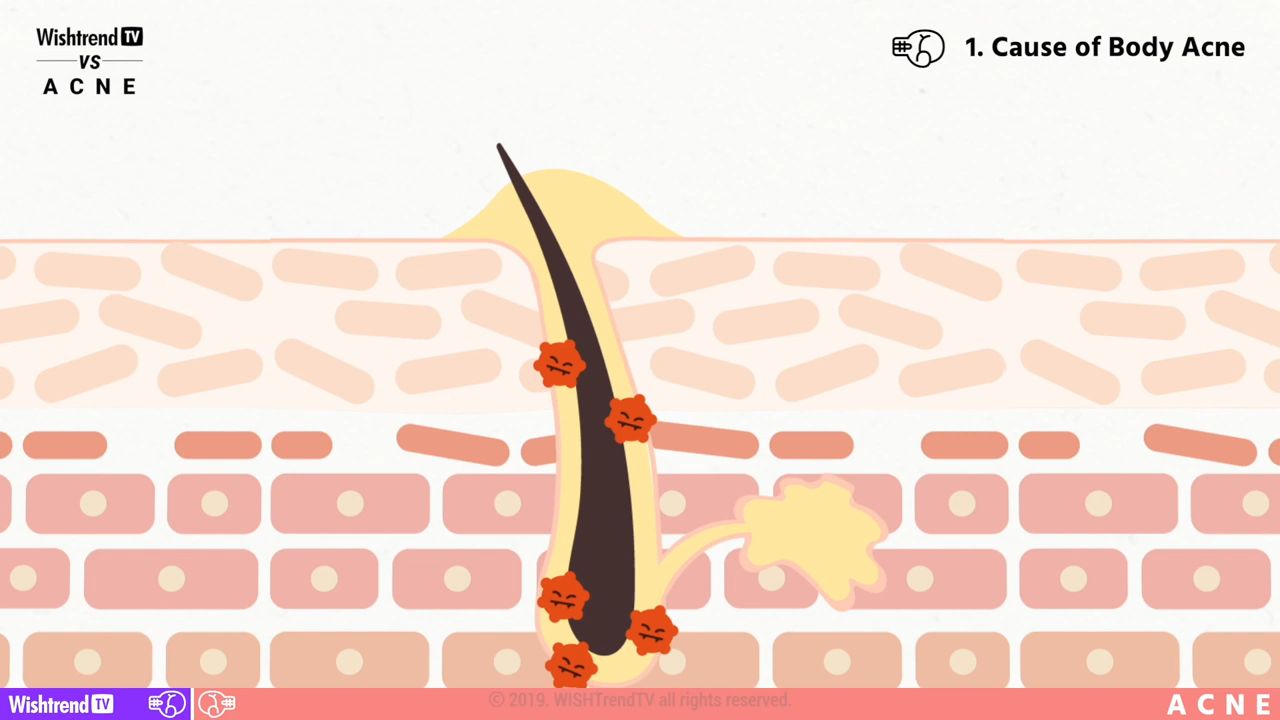 Wishtrend TV
VS
ACNE
1. Cause of Body Acne
Wishtrend TV
© 2019. WISHTrendTV all rights reserved.
ACNE